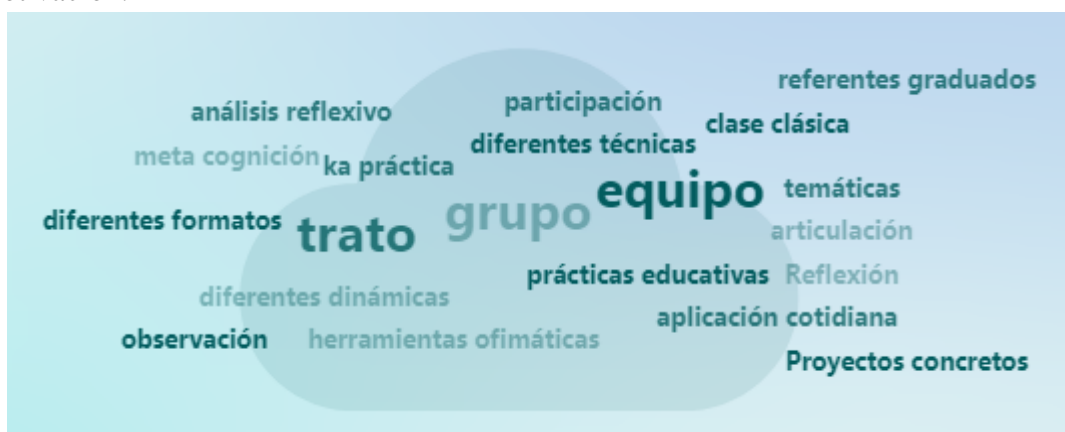 referentes graduados
participación
análisis reflexivo
clase clásica
diferentes técnicas
meta cognición
ka práctica
equipo
temáticas
grupo
diferentes formatos
trato
articulación
prácticas educativas
Reflexión
diferentes dinámicas
aplicación cotidiana
observación
herramientas ofimáticas
Proyectos concretos